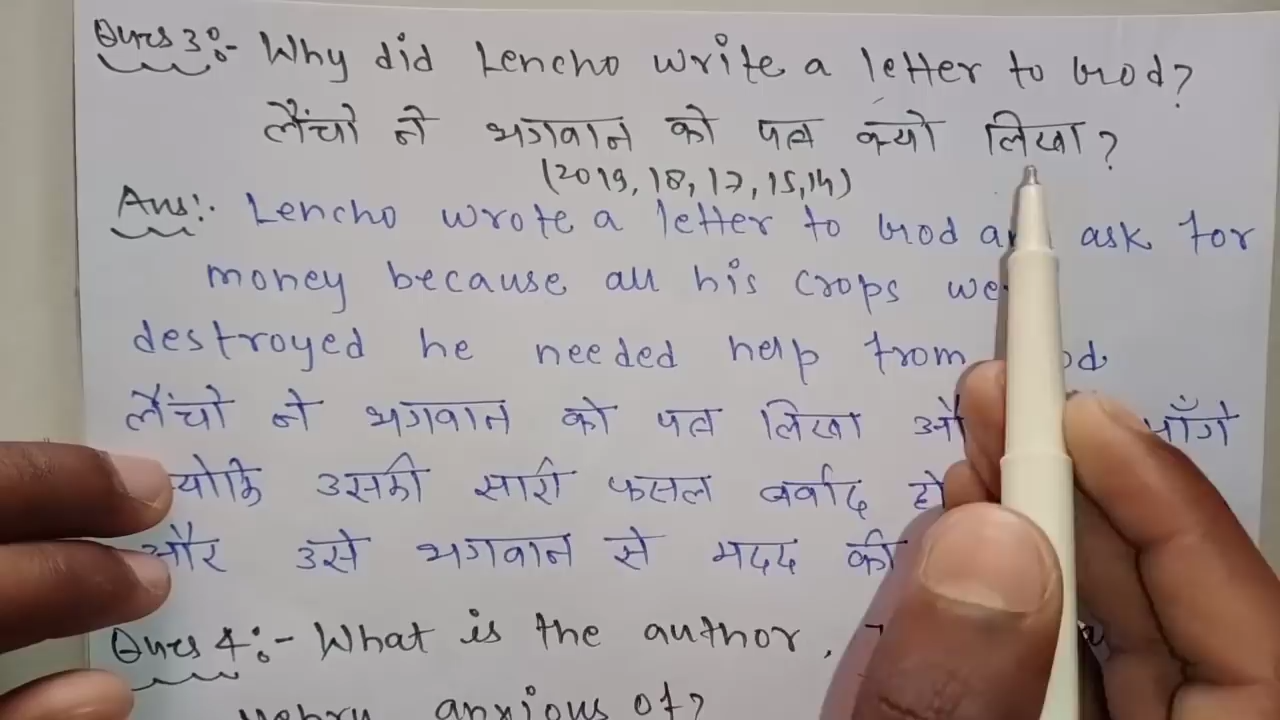 Ques 3:- Why did Lencho write a letter to God?
लैंचो ने भगवान को पत्र क्यो लिखा?
(2019, 18, 17, 15, 14)
Ans:. Lencho wrote a letter to God ask for
money because all his crops
destroyed he needed help from
लैंचो ने भगवान को पत्र लिखा
उसकी सारी फसल बर्वाद
और उसे भगवान से मदद की
Ques 4:- What is the author,
anxious of?